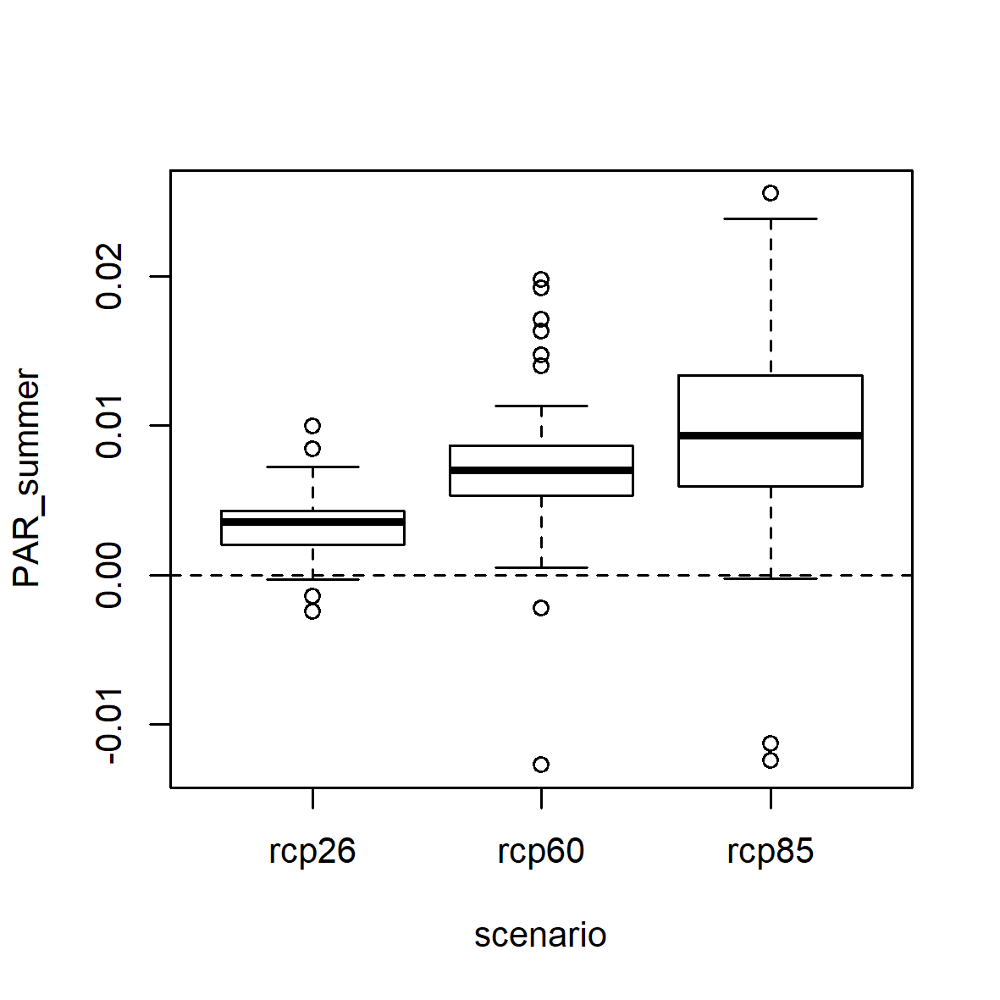 PAR_summer
0.02
0.01
0.00
-0.01
rcp26
rcp60
rcp85
scenario